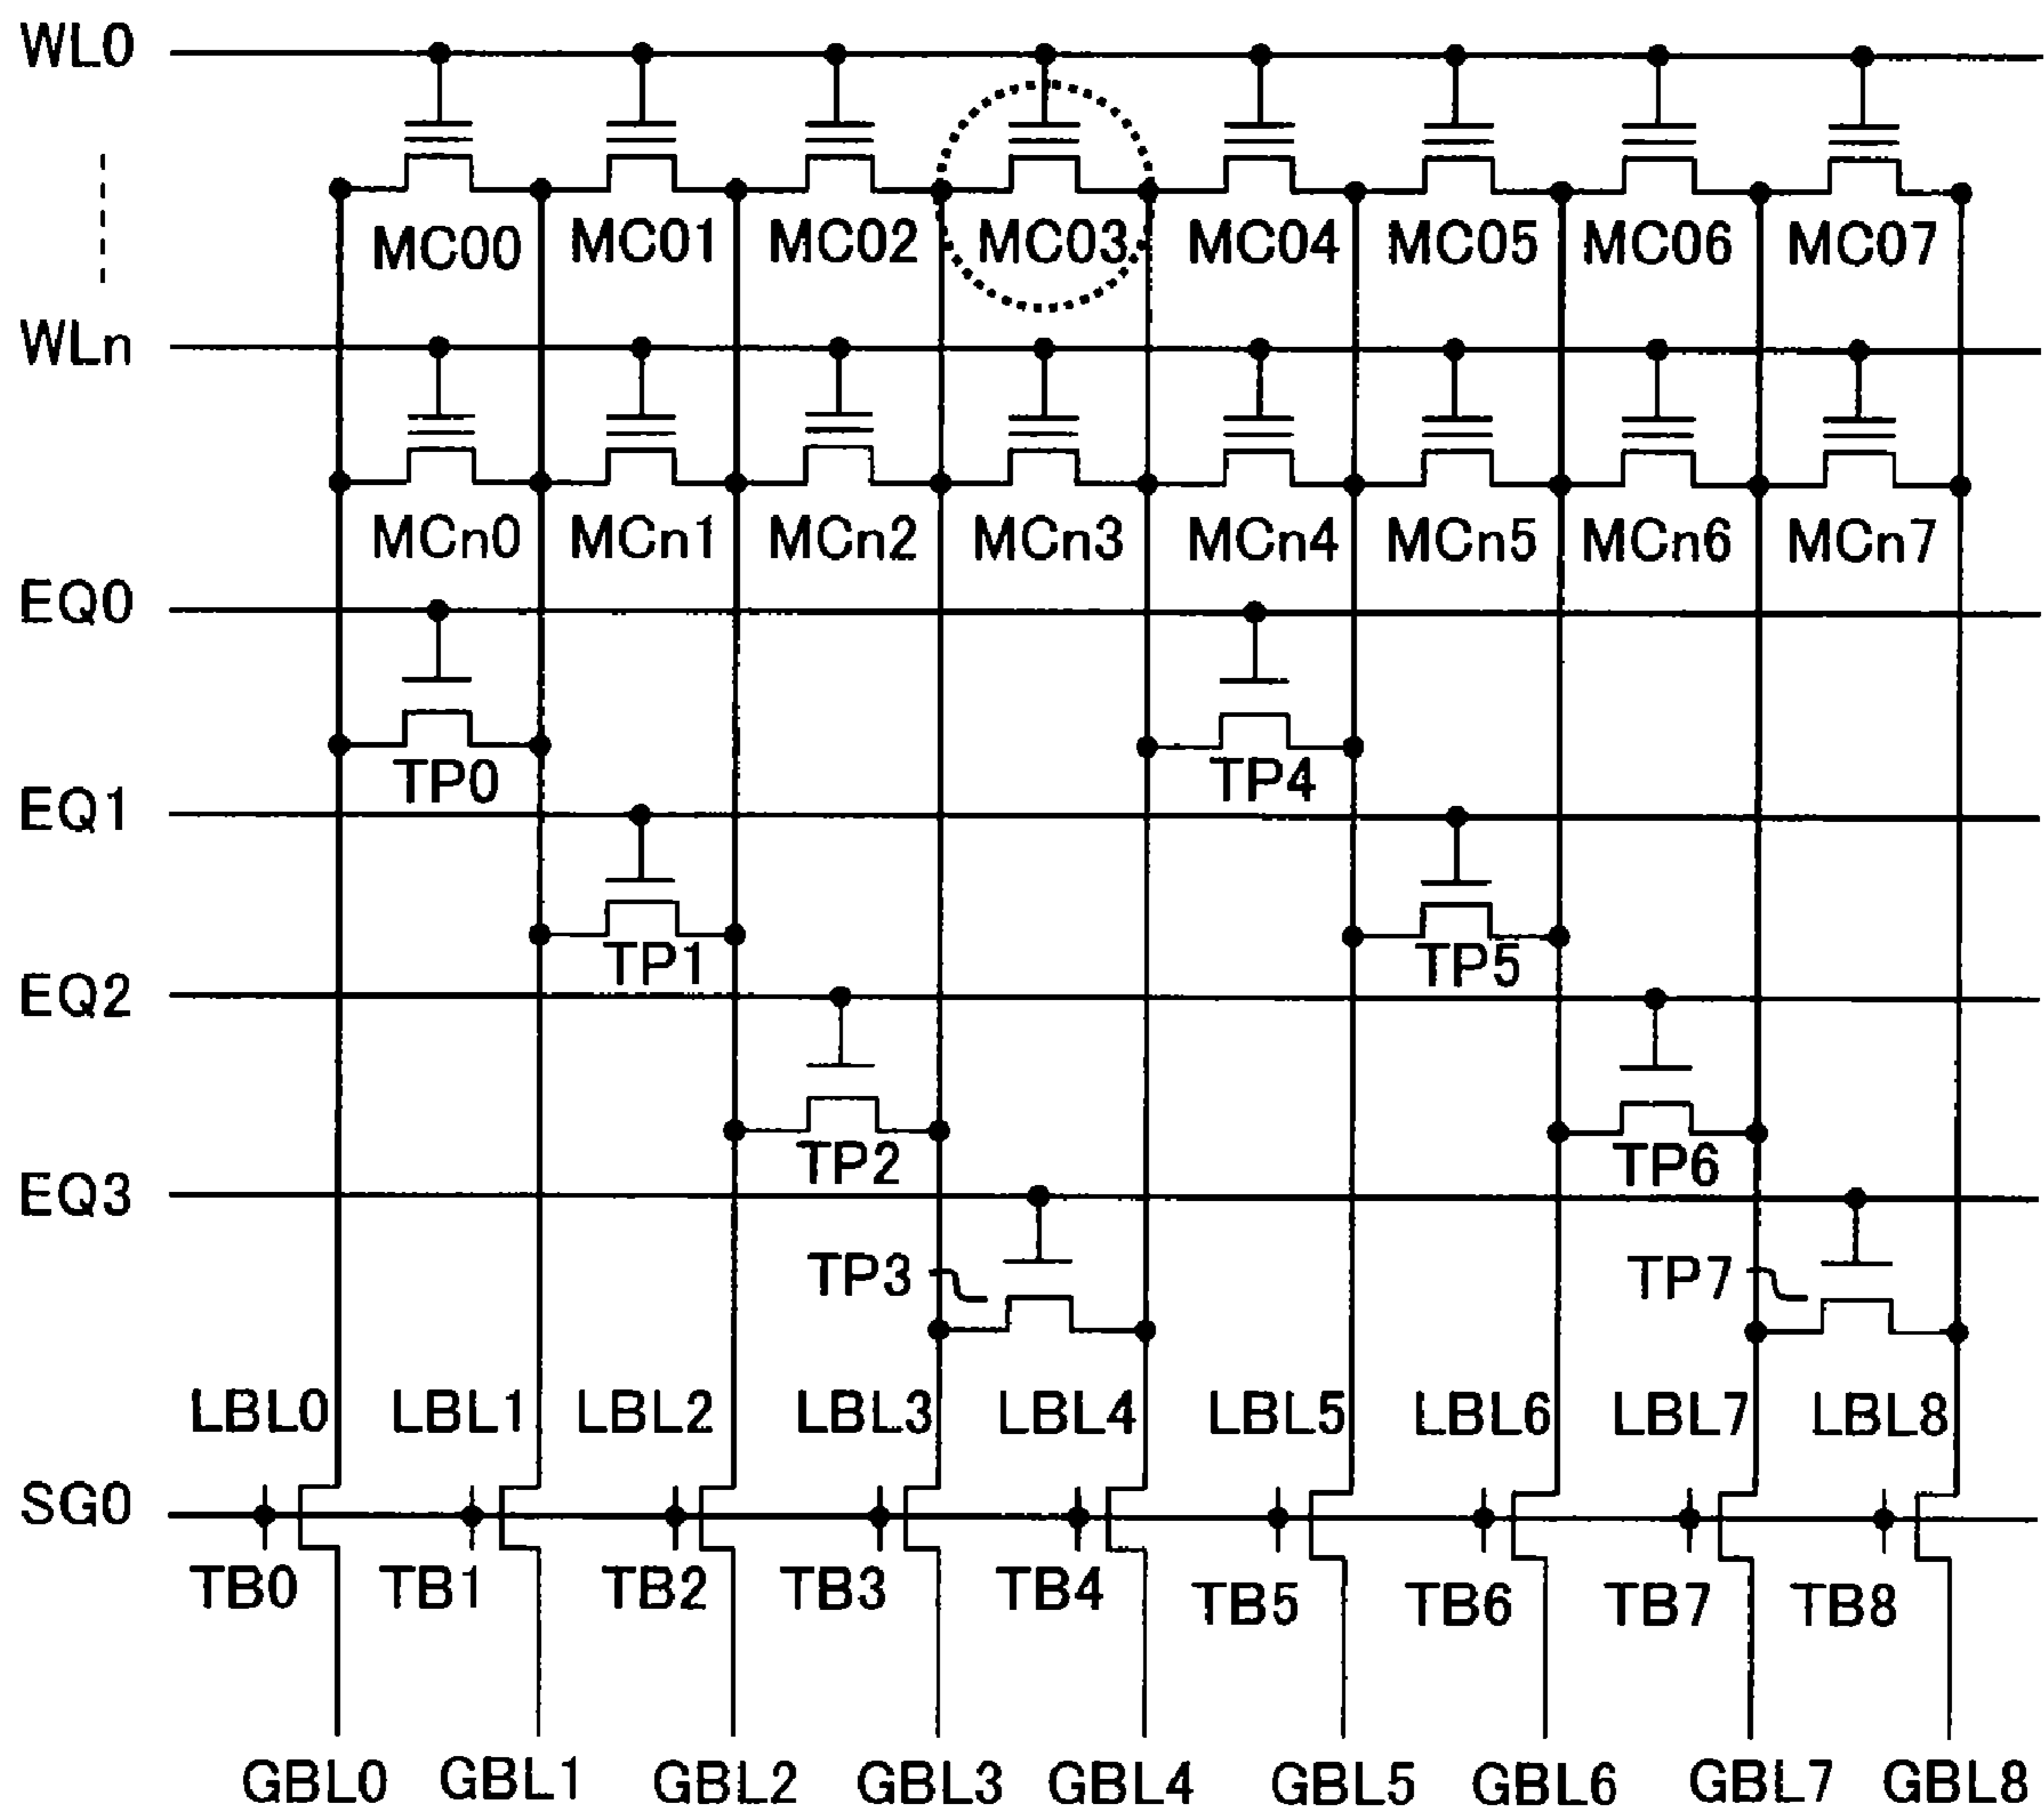 WL0
MC00 MC01 MC02 MC03 MC04 MC05 MC06 MC07
WLn
MCn0 MCn1 MCn2 MCn3 MCn4 MCn5 MCn6 MCn7
EQ0
TP0 TP4
EQ1
TP1 TP5
EQ2
TP2 TP6
EQ3
TP3 TP7
LBL0 LBL1 LBL2 LBL3 LBL4 LBL5 LBL6 LBL7 LBL8
SG0
TB0 TB1 TB2 TB3 TB4 TB5 TB6 TB7 TB8
GBL0 GBL1 GBL2 GBL3 GBL4 GBL5 GBL6 GBL7 GBL8